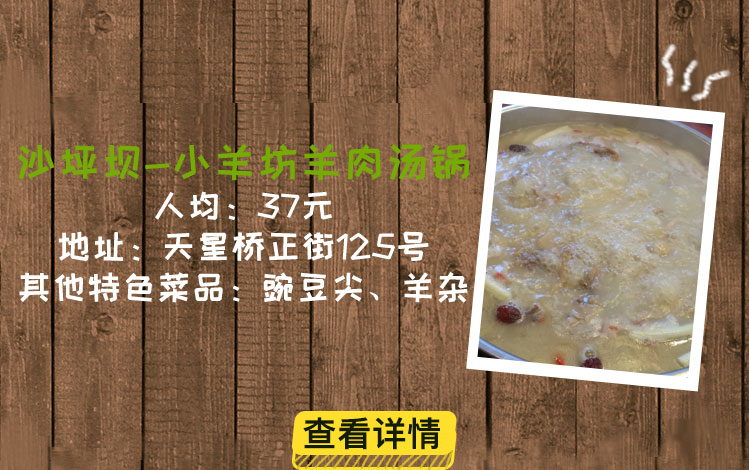 沙坪坝-小羊坊羊肉汤锅
人均：37元
地址：天星桥正街125号
其他特色菜品：豌豆尖、羊杂
查看详情